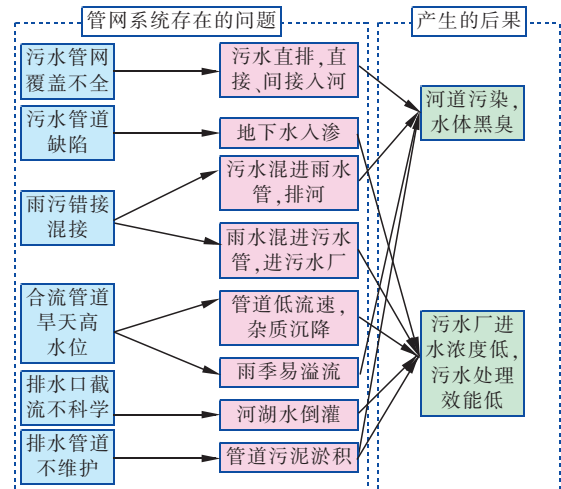 管网系统存在的问题
产生的后果
污水管网
覆盖不全
污水直排,直
接、间接入河
河道污染,
水体黑臭
污水管道
缺陷
地下水入渗
雨污错接
混接
污水混进雨水
管,排河
雨水混进污水
管,进污水厂
合流管道
旱天高
水位
管道低流速,
杂质沉降
雨季易溢流
污水厂进
水浓度低,
污水处理
效能低
排水口截
流不科学
河湖水倒灌
排水管道
不维护
管道污泥淤积